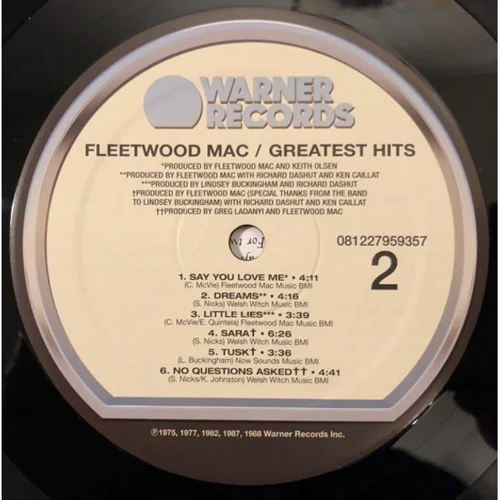 WARNER
RECORDS
FLEETWOOD MAC / GREATEST HITS
*PRODUCED BY FLEETWOOD MAC AND KEITH OLSEN
**PRODUCED BY FLEETWOOD MAC WITH RICHARD DASHUT AND KEN CAILLAT
***PRODUCED BY LINDSEY BUCKINGHAM AND RICHARD DASHUT
†PRODUCED BY FLEETWOOD MAC (SPECIAL THANKS FROM THE BAND
TO LINDSEY BUCKINGHAM) WITH RICHARD DASHUT AND KEN CAILLAT
††PRODUCED BY GREG LADANYI AND FLEETWOOD MAC
For
081227959357
2
1. SAY YOU LOVE ME* • 4:11
(C. McVie) Fleetwood Mac Music BMI
2. DREAMS** • 4:16
(S. Nicks) Welsh Witch Music BMI
3. LITTLE LIES*** • 3:39
(C. McVie/E. Quintela) Fleetwood Mac Music BMI
4. SARA† • 6:26
(S. Nicks) Welsh Witch Music BMI
5. TUSK† • 3:36
(L. Buckingham) Now Sounds Music BMI
6. NO QUESTIONS ASKED†† • 4:41
(S. Nicks/K. Johnston) Welsh Witch Music BMI
℗1975, 1977, 1982, 1987, 1988 Warner Records Inc.